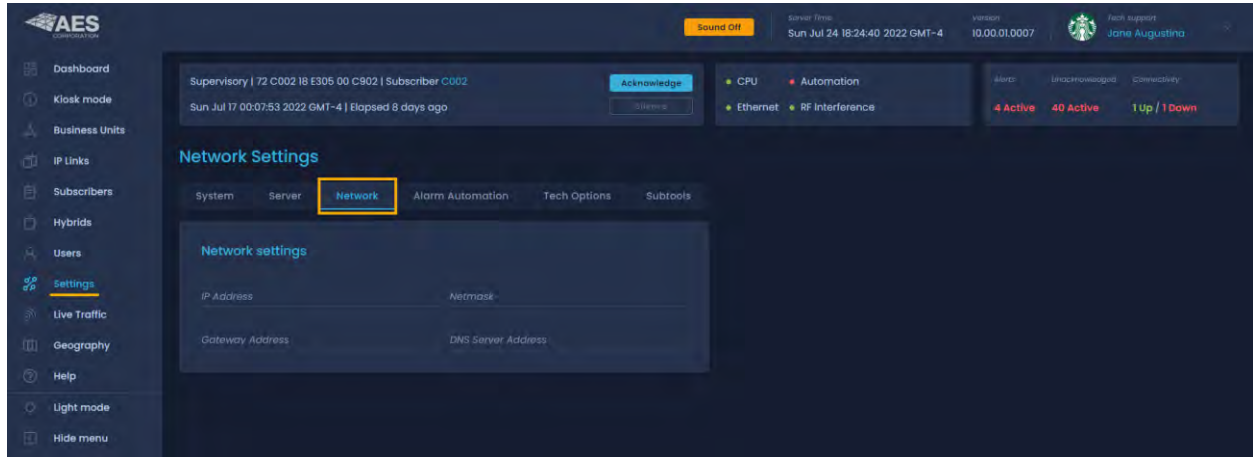 AES
CORPORATION
Sound Off
Server Time
Sun Jul 24 18:24:40 2022 GMT-4
Version
10.00.01.0007
Tech support
Jane Augustina
Dashboard
Kiosk mode
Business Units
IP Links
Subscribers
Hybrids
Users
Settings
Live Traffic
Geography
Help
Light mode
Hide menu
Supervisory | 72 C002 18 E305 00 C902 | Subscriber C002
Acknowledge
Sun Jul 17 00:07:53 2022 GMT-4 | Elapsed 8 days ago
Silence
CPU
Automation
Ethernet
RF Interference
Alerts
Unacknowledged
Connectivity
4 Active
40 Active
1 Up / 1 Down
Network Settings
System
Server
Network
Alarm Automation
Tech Options
Subtools
Network settings
IP Address
Netmask
Gateway Address
DNS Server Address